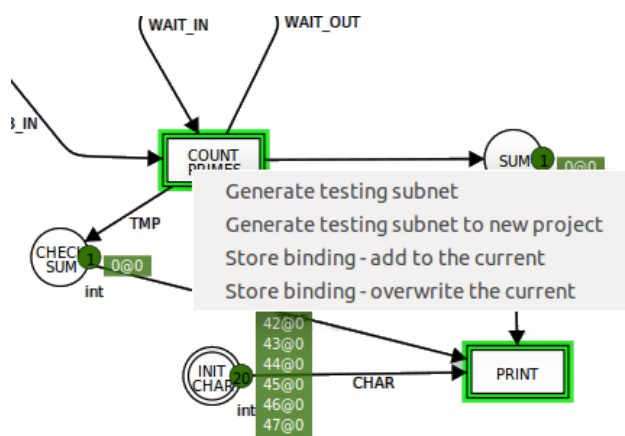 WAIT_IN
WAIT_OUT
B_IN
COUNT
PRIMES
SUM
1
0@0
Generate testing subnet
Generate testing subnet to new project
Store binding - add to the current
Store binding - overwrite the current
TMP
CHECK
SUM
1
0@0
int
42@0
43@0
44@0
45@0
46@0
47@0
INIT
CHAR
20
int
CHAR
PRINT